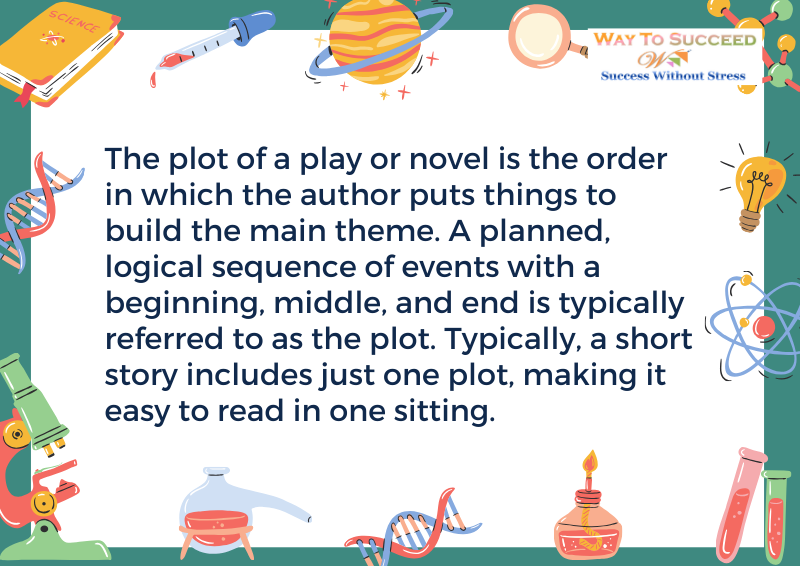 SCIENCE
WAY TO SUCCEED
Success Without Stress
The plot of a play or novel is the order
in which the author puts things to
build the main theme. A planned,
logical sequence of events with a
beginning, middle, and end is typically
referred to as the plot. Typically, a short
story includes just one plot, making it
easy to read in one sitting.